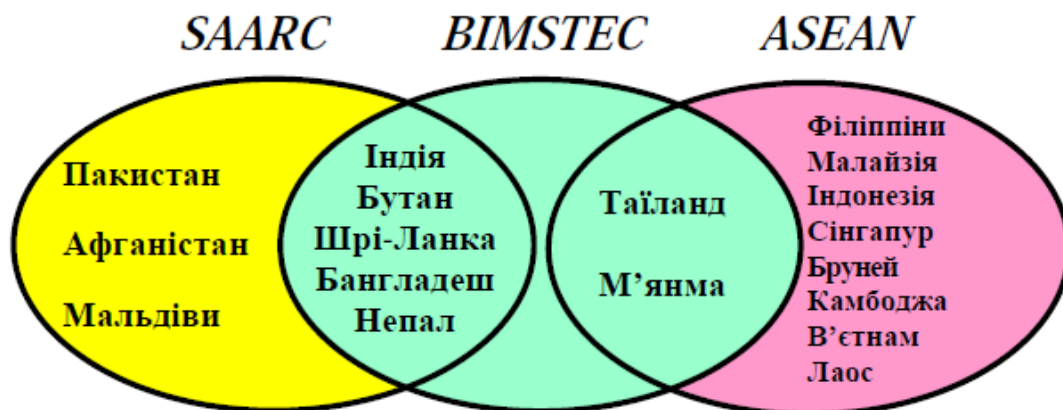 SAARC BIMSTEC ASEAN
Пакистан
Афганістан
Мальдіви
Індія
Бутан
Шрі-Ланка
Бангладеш
Непал
Таїланд
М’янма
Філіппіни
Малайзія
Індонезія
Сінгапур
Бруней
Камбоджа
В’єтнам
Лаос